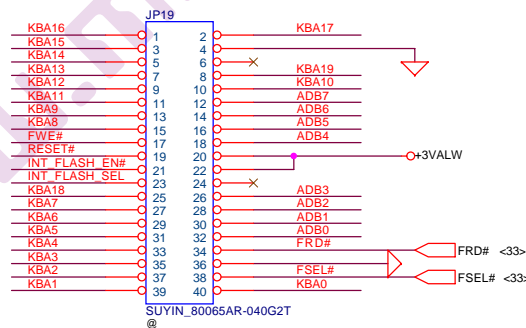 JP19
KBA16 1 2 KBA17
KBA15 3 4
KBA14 5 6
KBA13 7 8 KBA19
KBA12 9 10 KBA10
KBA11 11 12 ADB7
KBA9 13 14 ADB6
KBA8 15 16 ADB5
FWE# 17 18 ADB4
RESET# 19 20 +3VALW
INT_FLASH_EN# 21 22
INT_FLASH_SEL 23 24
KBA18 25 26 ADB3
KBA7 27 28 ADB2
KBA6 29 30 ADB1
KBA5 31 32 ADB0
KBA4 33 34 FRD# FRD# <33>
KBA3 35 36
KBA2 37 38 FSEL# FSEL# <33>
KBA1 39 40 KBA0
SUYIN_80065AR-040G2T
@